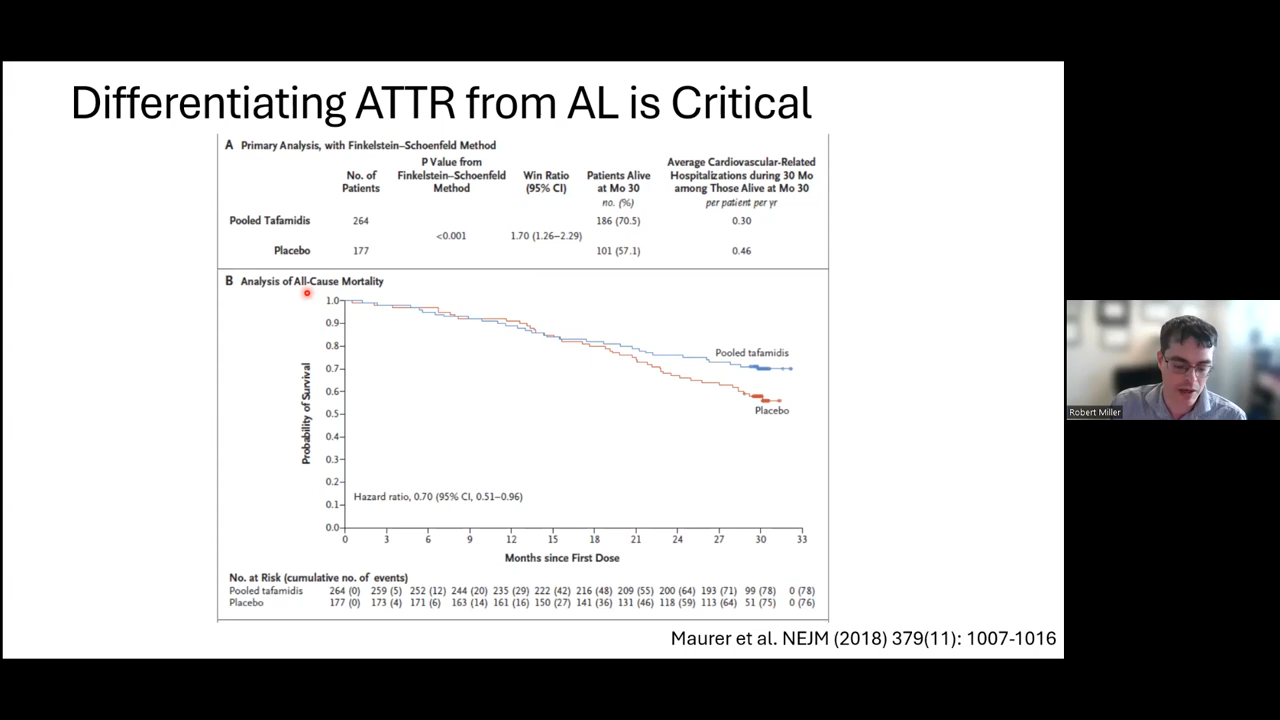 Differentiating ATTR from AL is Critical
A Primary Analysis, with Finkelstein–Schoenfeld Method
No. of Patients
P Value from Finkelstein–Schoenfeld Method
Win Ratio (95% CI)
Patients Alive at Mo 30
no. (%)
Average Cardiovascular-Related Hospitalizations during 30 Mo among Those Alive at Mo 30
per patient per yr
Pooled Tafamidis 264 186 (70.5) 0.30
<0.001 1.70 (1.26–2.29)
Placebo 177 101 (57.1) 0.46
B Analysis of All-Cause Mortality
1.0
0.9
0.8
0.7
0.6
0.5
0.4
0.3
0.2
0.1
0.0
Probability of Survival
Pooled tafamidis
Placebo
Hazard ratio, 0.70 (95% CI, 0.51–0.96)
0 3 6 9 12 15 18 21 24 27 30 33
Months since First Dose
No. at Risk (cumulative no. of events)
Pooled tafamidis 264 (0) 259 (5) 252 (12) 244 (20) 235 (29) 222 (42) 216 (48) 209 (55) 200 (64) 193 (71) 99 (78) 0 (78)
Placebo 177 (0) 173 (4) 171 (6) 163 (14) 161 (16) 150 (27) 141 (36) 131 (46) 118 (59) 113 (64) 51 (75) 0 (76)
Maurer et al. NEJM (2018) 379(11): 1007-1016
Robert Miller